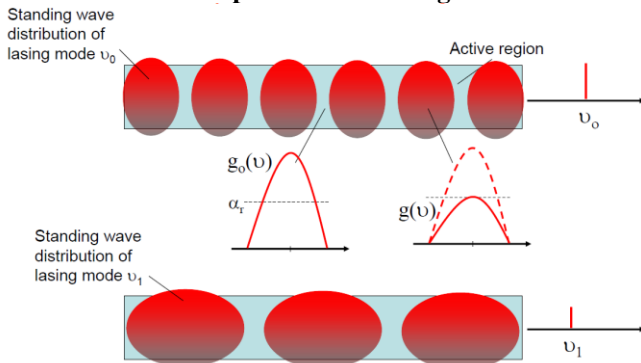 Standing wave
distribution of
lasing mode υ₀
Active region
υₒ
gₒ(υ)
αᵣ
g(υ)
Standing wave
distribution of
lasing mode υ₁
υ₁